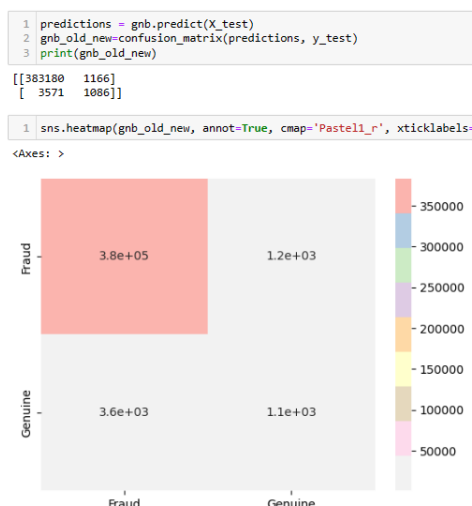 1 predictions = gnb.predict(X_test)
2 gnb_old_new=confusion_matrix(predictions, y_test)
3 print(gnb_old_new)
[[383180 1166]
[ 3571 1086]]
1 sns.heatmap(gnb_old_new, annot=True, cmap='Pastel1_r', xticklabels=
<Axes: >
350000
Fraud 3.8e+05 1.2e+03
300000
250000
200000
150000
Genuine 3.6e+03 1.1e+03
100000
50000
Fraud Genuine